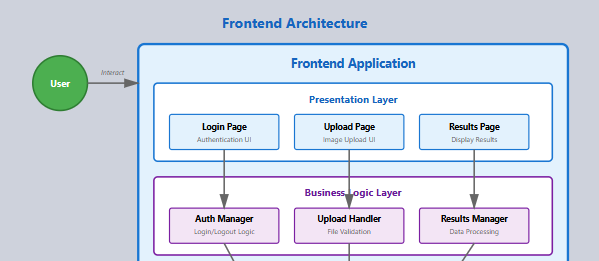 Frontend Architecture
Frontend Application
Interact
User
Presentation Layer
Login Page
Authentication UI
Upload Page
Image Upload UI
Results Page
Display Results
Business Logic Layer
Auth Manager
Login/Logout Logic
Upload Handler
File Validation
Results Manager
Data Processing